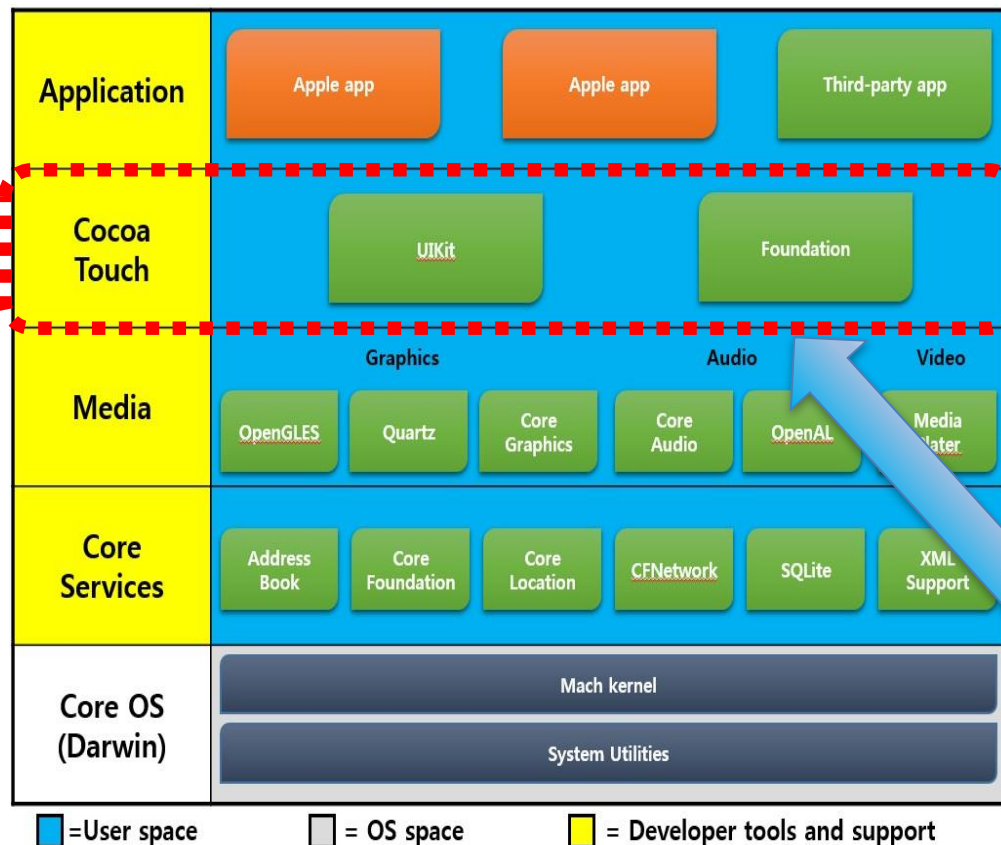 Application
Apple app
Apple app
Third-party app
Cocoa
Touch
UIKit
Foundation
Media
Graphics
Audio
Video
OpenGLES
Quartz
Core
Graphics
Core
Audio
OpenAL
Media
Core
Services
Address
Book
Core
Foundation
Core
Location
CFNetwork
SQLite
XML
Support
Core OS
(Darwin)
Mach kernel
System Utilities
=User space
= OS space
= Developer tools and support